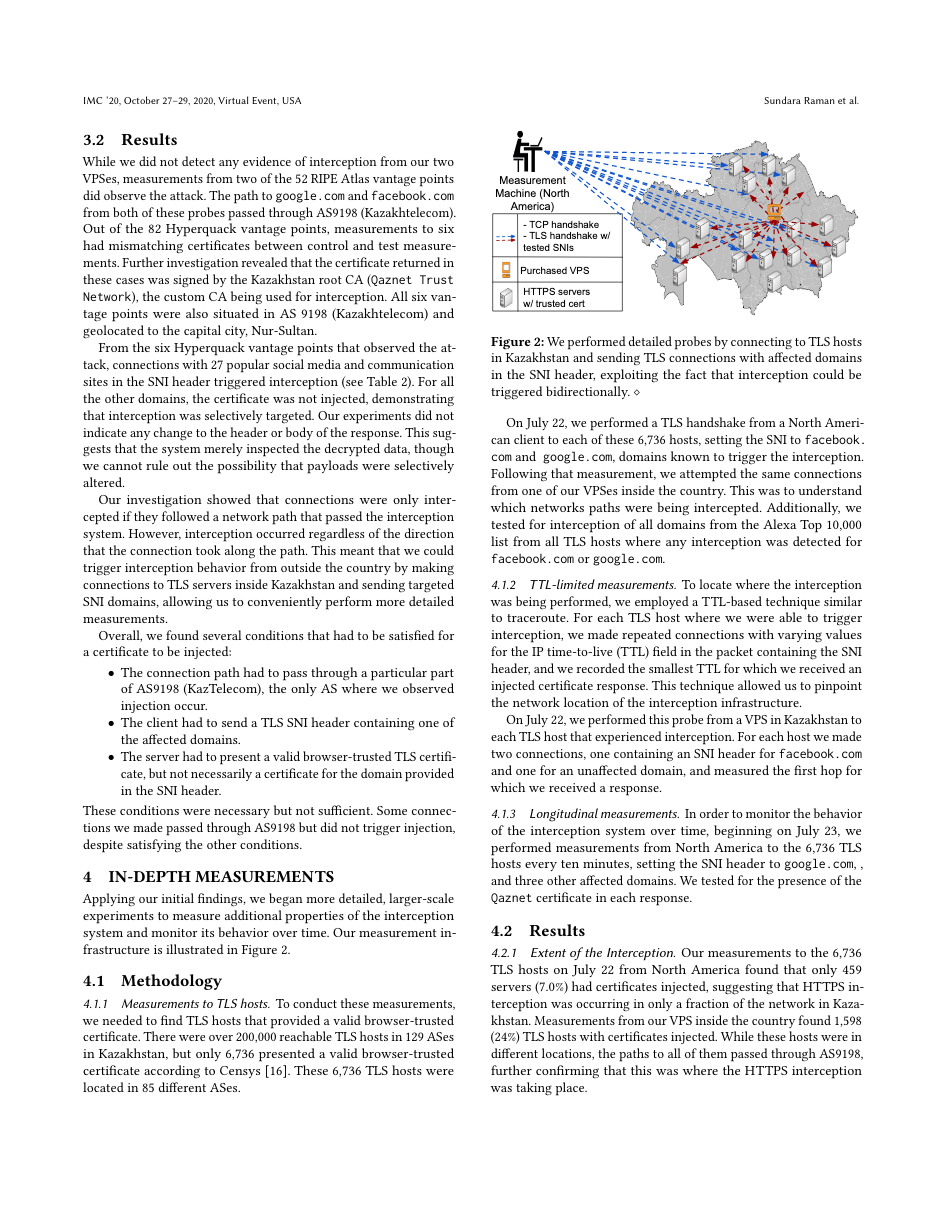 IMC '20, October 27–29, 2020, Virtual Event, USA
Sundara Raman et al.
3.2 Results
While we did not detect any evidence of interception from our two
VPSes, measurements from two of the 52 RIPE Atlas vantage points
did observe the attack. The path to google.com and facebook.com
from both of these probes passed through AS9198 (Kazakhtelecom).
Out of the 82 Hyperquack vantage points, measurements to six
had mismatching certificates between control and test measure-
ments. Further investigation revealed that the certificate returned in
these cases was signed by the Kazakhstan root CA (Qaznet Trust
Network), the custom CA being used for interception. All six van-
tage points were also situated in AS 9198 (Kazakhtelecom) and
geolocated to the capital city, Nur-Sultan.
From the six Hyperquack vantage points that observed the at-
tack, connections with 27 popular social media and communication
sites in the SNI header triggered interception (see Table 2). For all
the other domains, the certificate was not injected, demonstrating
that interception was selectively targeted. Our experiments did not
indicate any change to the header or body of the response. This sug-
gests that the system merely inspected the decrypted data, though
we cannot rule out the possibility that payloads were selectively
altered.
Our investigation showed that connections were only inter-
cepted if they followed a network path that passed the interception
system. However, interception occurred regardless of the direction
that the connection took along the path. This meant that we could
trigger interception behavior from outside the country by making
connections to TLS servers inside Kazakhstan and sending targeted
SNI domains, allowing us to conveniently perform more detailed
measurements.
Overall, we found several conditions that had to be satisfied for
a certificate to be injected:
• The connection path had to pass through a particular part
of AS9198 (KazTelecom), the only AS where we observed
injection occur.
• The client had to send a TLS SNI header containing one of
the affected domains.
• The server had to present a valid browser-trusted TLS certifi-
cate, but not necessarily a certificate for the domain provided
in the SNI header.
These conditions were necessary but not sufficient. Some connec-
tions we made passed through AS9198 but did not trigger injection,
despite satisfying the other conditions.
4 IN-DEPTH MEASUREMENTS
Applying our initial findings, we began more detailed, larger-scale
experiments to measure additional properties of the interception
system and monitor its behavior over time. Our measurement in-
frastructure is illustrated in Figure 2.
4.1 Methodology
4.1.1 Measurements to TLS hosts. To conduct these measurements,
we needed to find TLS hosts that provided a valid browser-trusted
certificate. There were over 200,000 reachable TLS hosts in 129 ASes
in Kazakhstan, but only 6,736 presented a valid browser-trusted
certificate according to Censys [16]. These 6,736 TLS hosts were
located in 85 different ASes.
Measurement
Machine (North
America)
- TCP handshake
- TLS handshake w/
tested SNIs
Purchased VPS
HTTPS servers
w/ trusted cert
Figure 2: We performed detailed probes by connecting to TLS hosts
in Kazakhstan and sending TLS connections with affected domains
in the SNI header, exploiting the fact that interception could be
triggered bidirectionally. ⋄
On July 22, we performed a TLS handshake from a North Ameri-
can client to each of these 6,736 hosts, setting the SNI to facebook.
com and google.com, domains known to trigger the interception.
Following that measurement, we attempted the same connections
from one of our VPSes inside the country. This was to understand
which networks paths were being intercepted. Additionally, we
tested for interception of all domains from the Alexa Top 10,000
list from all TLS hosts where any interception was detected for
facebook.com or google.com.
4.1.2 TTL-limited measurements. To locate where the interception
was being performed, we employed a TTL-based technique similar
to traceroute. For each TLS host where we were able to trigger
interception, we made repeated connections with varying values
for the IP time-to-live (TTL) field in the packet containing the SNI
header, and we recorded the smallest TTL for which we received an
injected certificate response. This technique allowed us to pinpoint
the network location of the interception infrastructure.
On July 22, we performed this probe from a VPS in Kazakhstan to
each TLS host that experienced interception. For each host we made
two connections, one containing an SNI header for facebook.com
and one for an unaffected domain, and measured the first hop for
which we received a response.
4.1.3 Longitudinal measurements. In order to monitor the behavior
of the interception system over time, beginning on July 23, we
performed measurements from North America to the 6,736 TLS
hosts every ten minutes, setting the SNI header to google.com, ,
and three other affected domains. We tested for the presence of the
Qaznet certificate in each response.
4.2 Results
4.2.1 Extent of the Interception. Our measurements to the 6,736
TLS hosts on July 22 from North America found that only 459
servers (7.0%) had certificates injected, suggesting that HTTPS in-
terception was occurring in only a fraction of the network in Kaza-
khstan. Measurements from our VPS inside the country found 1,598
(24%) TLS hosts with certificates injected. While these hosts were in
different locations, the paths to all of them passed through AS9198,
further confirming that this was where the HTTPS interception
was taking place.